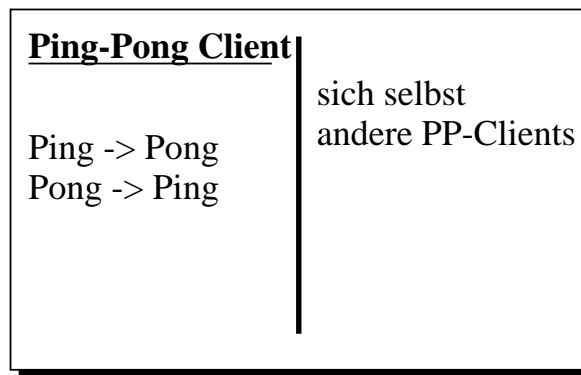 Ping-Pong Client
Ping -> Pong
Pong -> Ping
sich selbst
andere PP-Clients